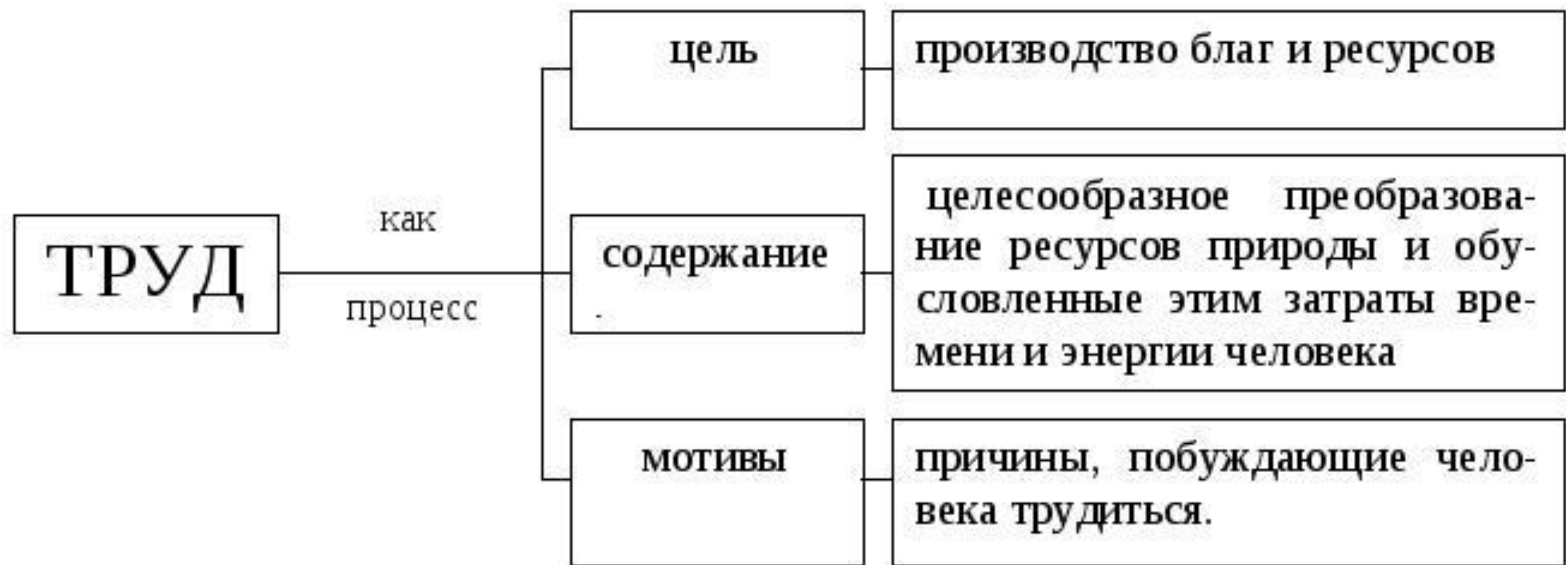 ТРУД
как
процесс
цель
производство благ и ресурсов
содержание
.
целесообразное преобразова-
ние ресурсов природы и обу-
словленные этим затраты вре-
мени и энергии человека
мотивы
причины, побуждающие чело-
века трудиться.